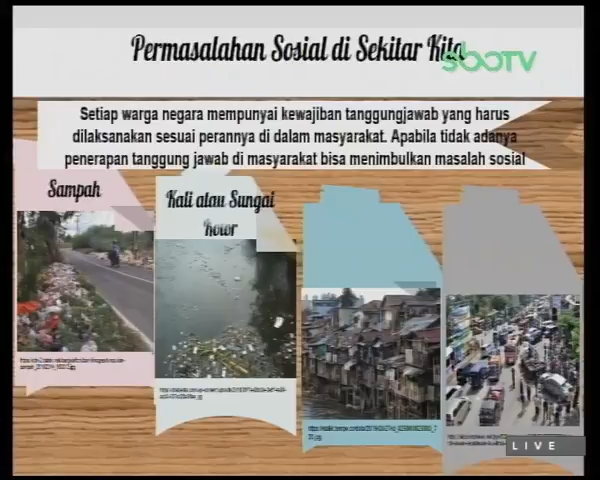 Permasalahan Sosial di Sekitar Kita
sboTV
Setiap warga negara mempunyai kewajiban tanggungjawab yang harus
dilaksanakan sesuai perannya di dalam masyarakat. Apabila tidak adanya
penerapan tanggung jawab di masyarakat bisa menimbulkan masalah sosial
Sampah
Kali atau Sungai
Kotor
LIVE